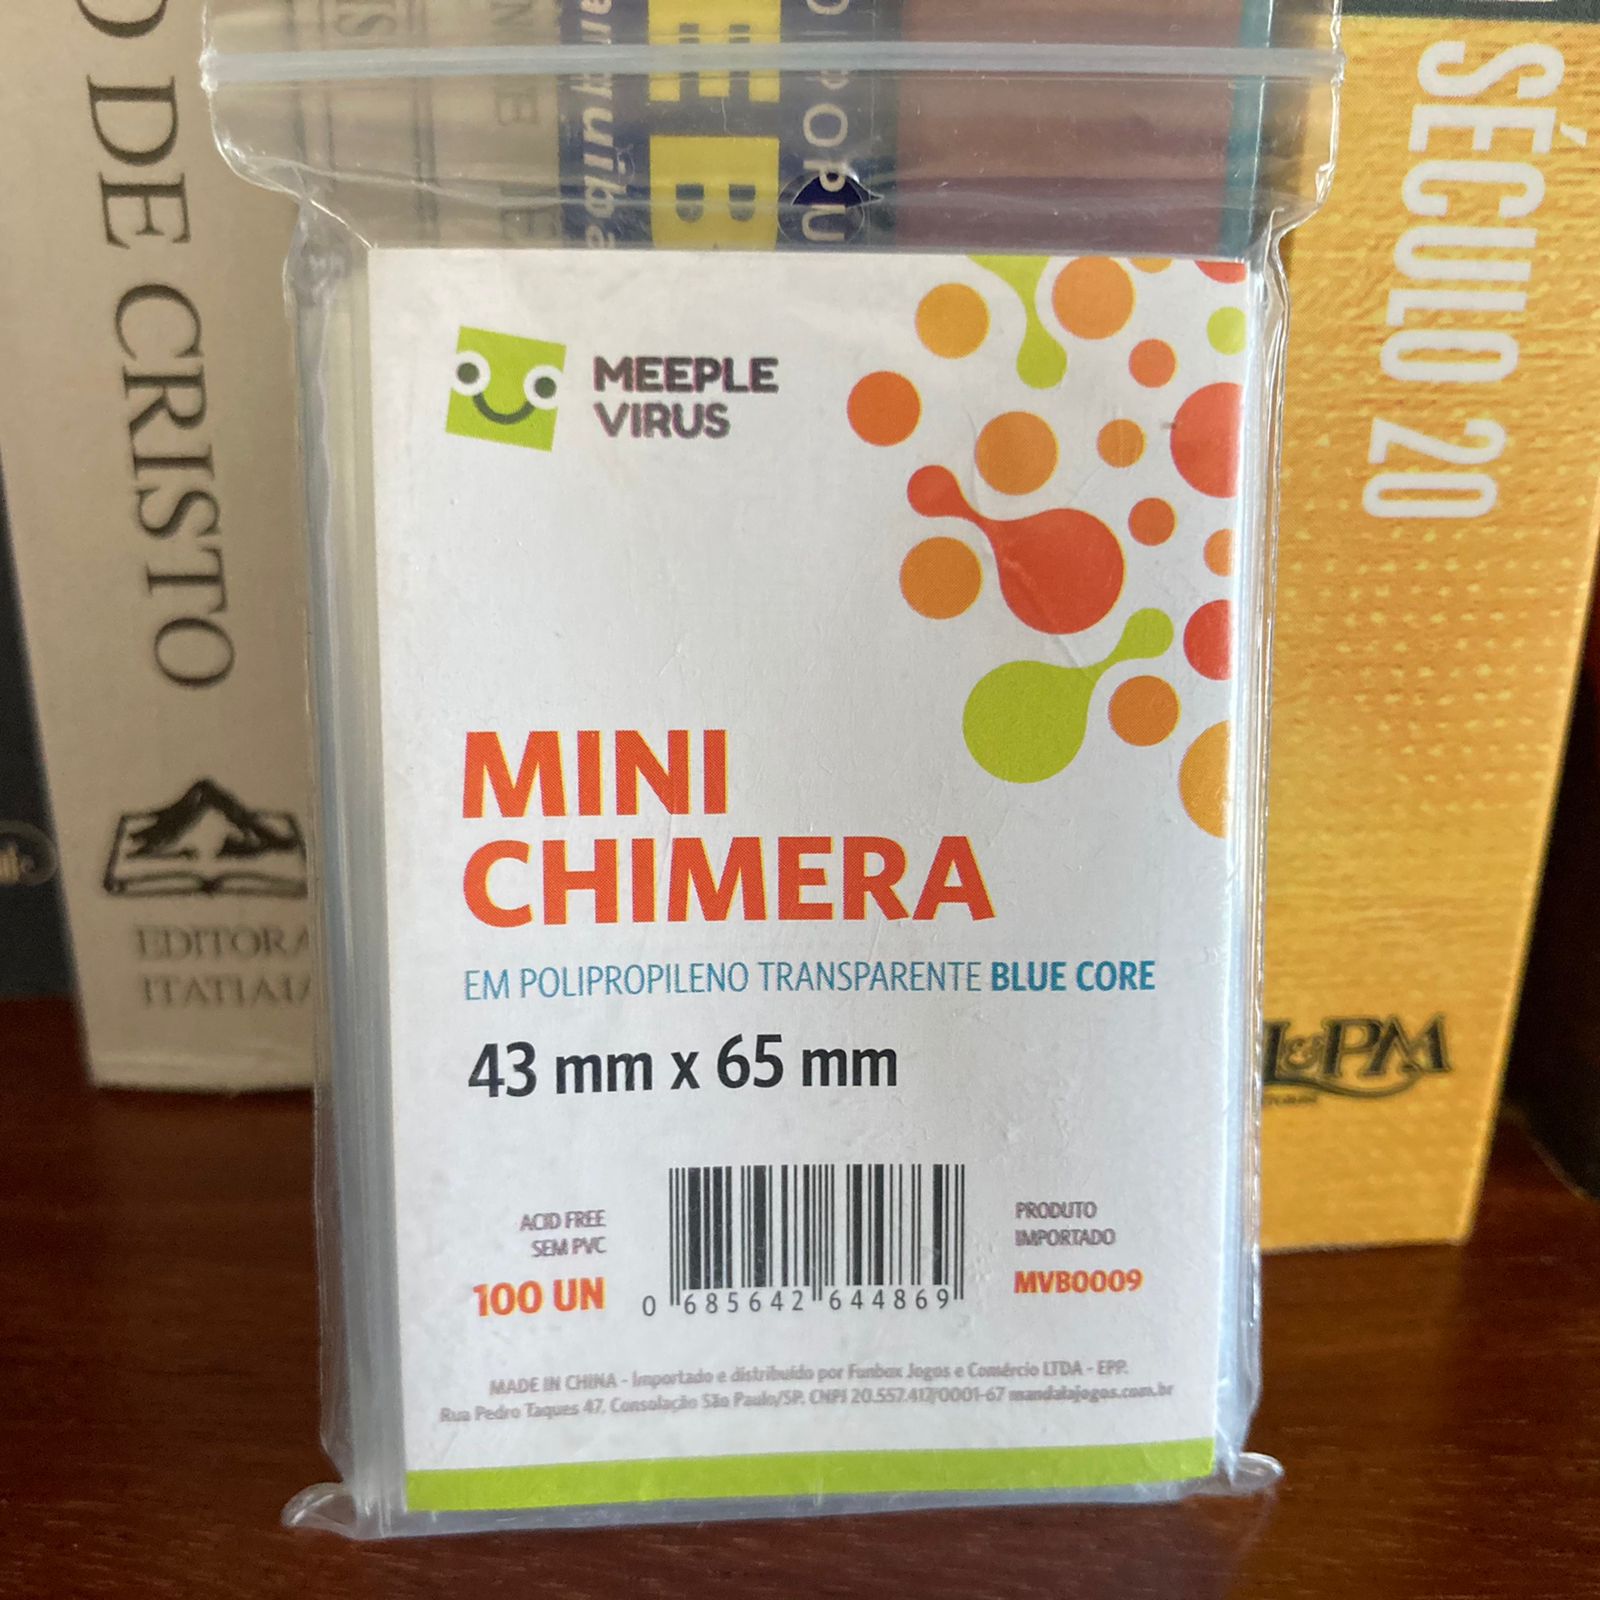 O DE CRISTO
EDITORA
ITATIAIA
SÉCULO 20
L&PM
MEEPLE
VIRUS
MINI
CHIMERA
EM POLIPROPILENO TRANSPARENTE BLUE CORE
43 mm x 65 mm
ACID FREE
SEM PVC
100 UN
0 685642 644869
PRODUTO
IMPORTADO
MVB0009
MADE IN CHINA - Importado e distribuído por Funbox Jogos e Comércio LTDA - EPP.
Rua Pedro Taques 47, Consolação São Paulo/SP. CNPJ 20.557.417/0001-67 mandalajogos.com.br